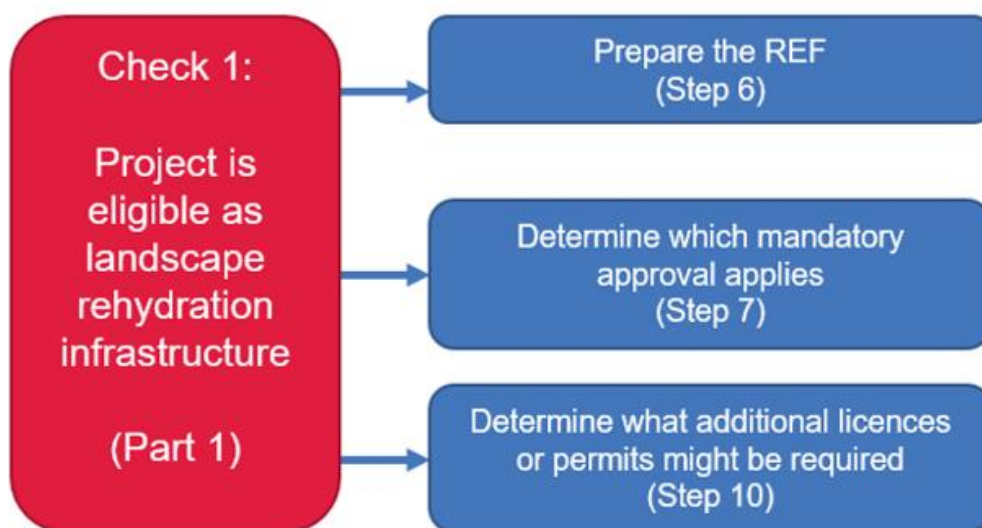 Check 1:
Project is
eligible as
landscape
rehydration
infrastructure
(Part 1)
Prepare the REF
(Step 6)
Determine which mandatory
approval applies
(Step 7)
Determine what additional licences
or permits might be required
(Step 10)